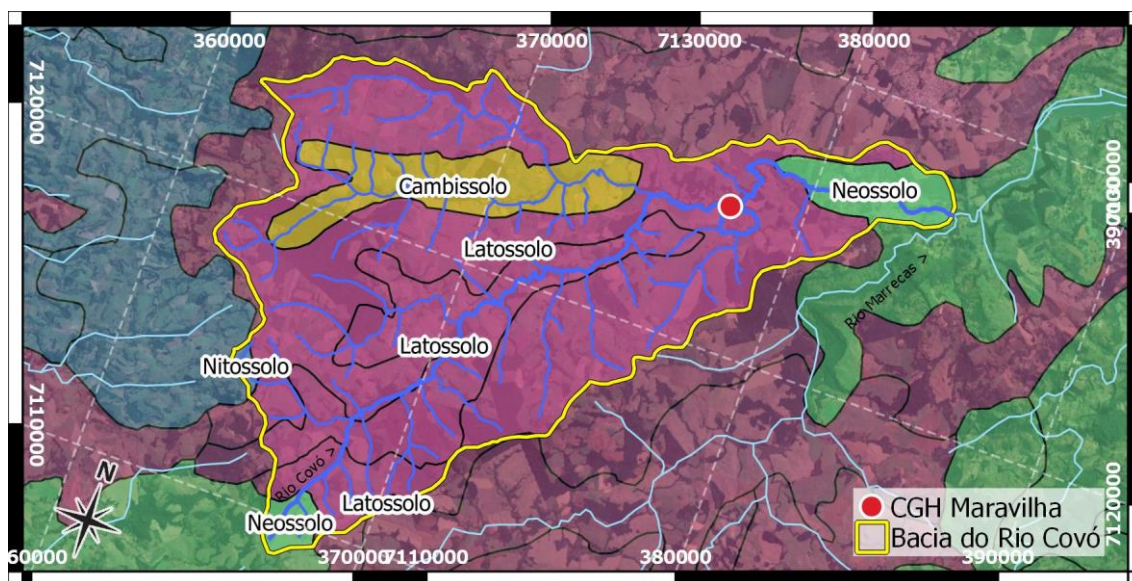 360000
370000
7130000
380000
7120000
Cambissolo
Neossolo
Latossolo
390000
Rio Marrecas >
Latossolo
Nitossolo
7110000
Rio Covó >
Latossolo
Neossolo
N
7120000
CGH Maravilha
Bacia do Rio Covó
370000
7110000
380000
390000